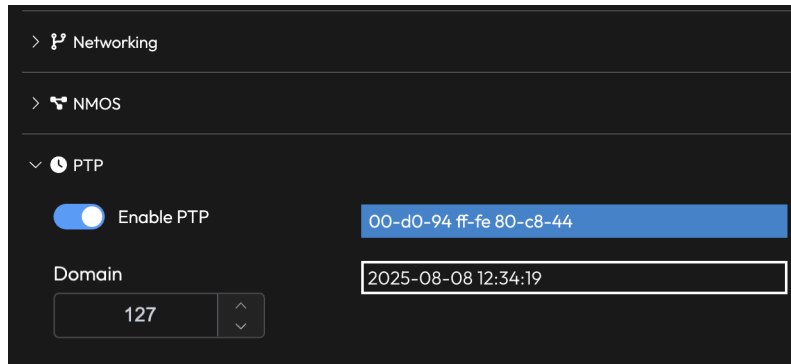 Networking
NMOS
PTP
Enable PTP
00-d0-94 ff-fe 80-c8-44
Domain
2025-08-08 12:34:19
127